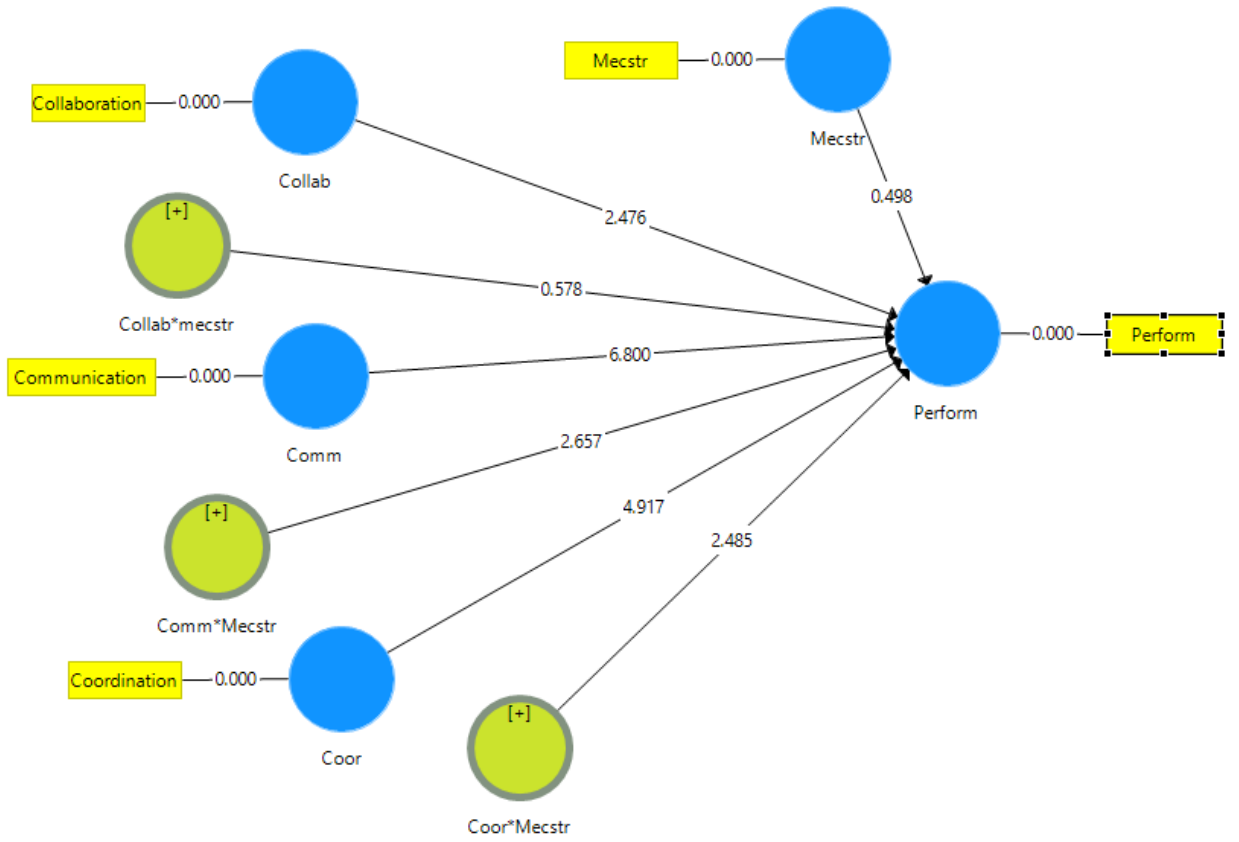 Mecstr
0.000
Mecstr
Collaboration
0.000
Collab
0.498
2.476
[+]
Collab*mecstr
0.578
Communication
0.000
Comm
6.800
0.000
Perform
Perform
2.657
[+]
Comm*Mecstr
4.917
2.485
Coordination
0.000
Coor
[+]
Coor*Mecstr